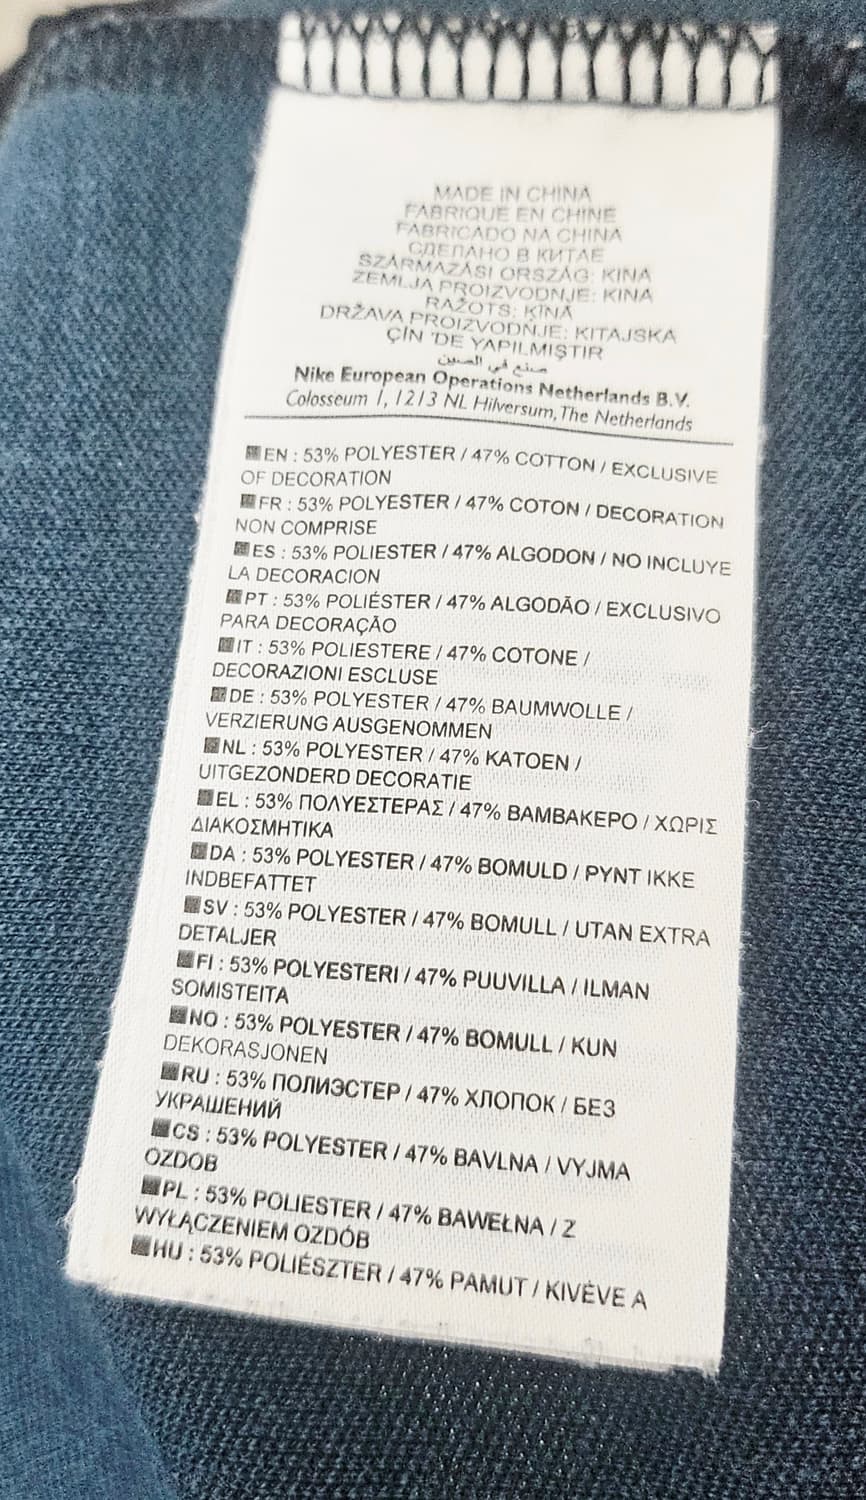 MADE IN CHINA
FABRIQUÉ EN CHINE
FABRICADO NA CHINA
СДЕЛАНО В КИТАЕ
SZÁRMAZÁSI ORSZÁG: KINA
ZEMLJA PROIZVODNJE: KINA
RAŽOTS: ĶĪNĀ
DRŽAVA PROIZVODNJE: KITAJSKA
ÇİN 'DE YAPILMIŞTIR
صنع في الصين
Nike European Operations Netherlands B.V.
Colosseum 1, 1213 NL Hilversum, The Netherlands
EN : 53% POLYESTER / 47% COTTON / EXCLUSIVE
OF DECORATION
FR : 53% POLYESTER / 47% COTON / DECORATION
NON COMPRISE
ES : 53% POLIESTER / 47% ALGODON / NO INCLUYE
LA DECORACION
PT : 53% POLIÉSTER / 47% ALGODÃO / EXCLUSIVO
PARA DECORAÇÃO
IT : 53% POLIESTERE / 47% COTONE /
DECORAZIONI ESCLUSE
DE : 53% POLYESTER / 47% BAUMWOLLE /
VERZIERUNG AUSGENOMMEN
NL : 53% POLYESTER / 47% KATOEN /
UITGEZONDERD DECORATIE
EL : 53% ΠΟΛΥΕΣΤΕΡΑΣ / 47% ΒΑΜΒΑΚΕΡΟ / ΧΩΡΙΣ
ΔΙΑΚΟΣΜΗΤΙΚΑ
DA : 53% POLYESTER / 47% BOMULD / PYNT IKKE
INDBEFATTET
SV : 53% POLYESTER / 47% BOMULL / UTAN EXTRA
DETALJER
FI : 53% POLYESTERI / 47% PUUVILLA / ILMAN
SOMISTEITA
NO : 53% POLYESTER / 47% BOMULL / KUN
DEKORASJONEN
RU : 53% ПОЛИЭСТЕР / 47% ХЛОПОК / БЕЗ
УКРАШЕНИЙ
CS : 53% POLYESTER / 47% BAVLNA / VYJMA
OZDOB
PL : 53% POLIESTER / 47% BAWEŁNA / Z
WYŁĄCZENIEM OZDÓB
HU : 53% POLIÉSZTER / 47% PAMUT / KIVÉVE A